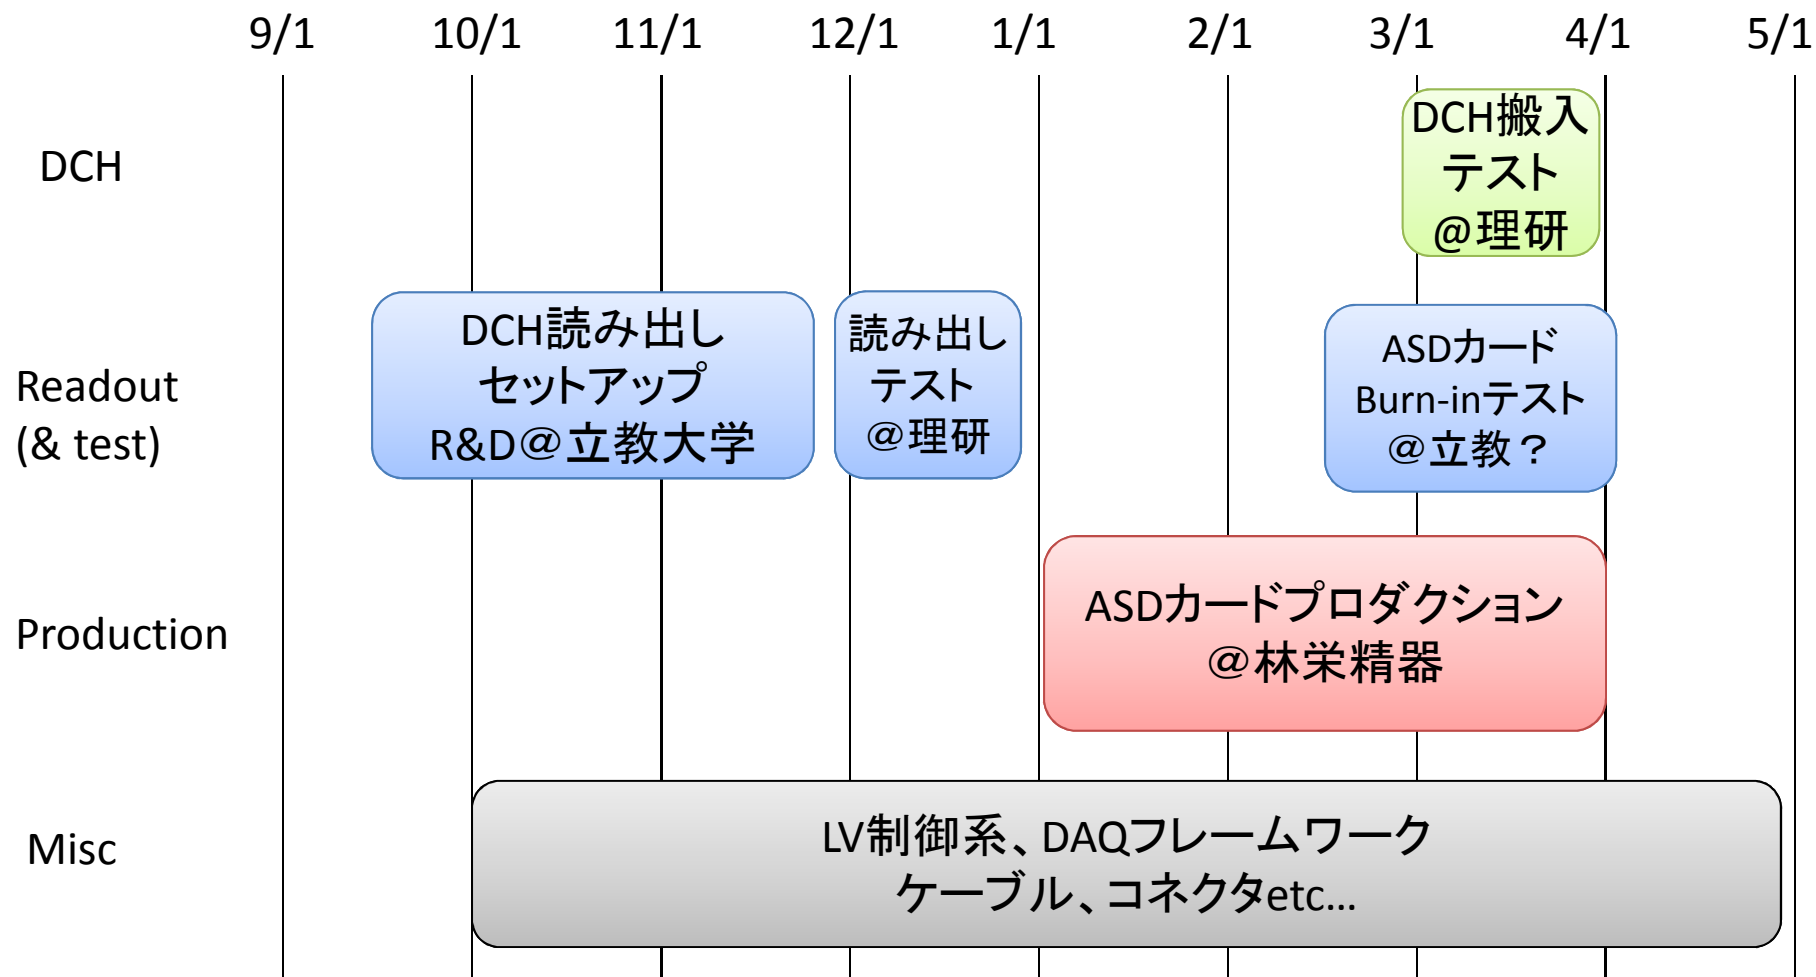 9/1 10/1 11/1 12/1 1/1 2/1 3/1 4/1 5/1
DCH
DCH搬入
テスト
@理研
Readout
(& test)
DCH読み出し
セットアップ
R&D＠立教大学
読み出し
テスト
＠理研
ASDカード
Burn-inテスト
＠立教？
Production
ASDカードプロダクション
＠林栄精器
Misc
LV制御系、DAQフレームワーク
ケーブル、コネクタetc…